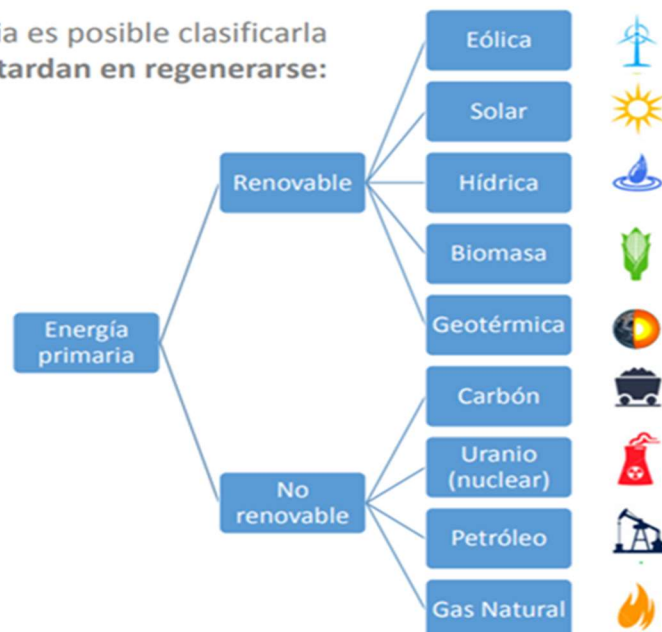 ia es posible clasificarla
tardan en regenerarse:
Eólica
Solar
Renovable
Hídrica
Biomasa
Geotérmica
Energía
primaria
Carbón
Uranio
(nuclear)
No
renovable
Petróleo
Gas Natural